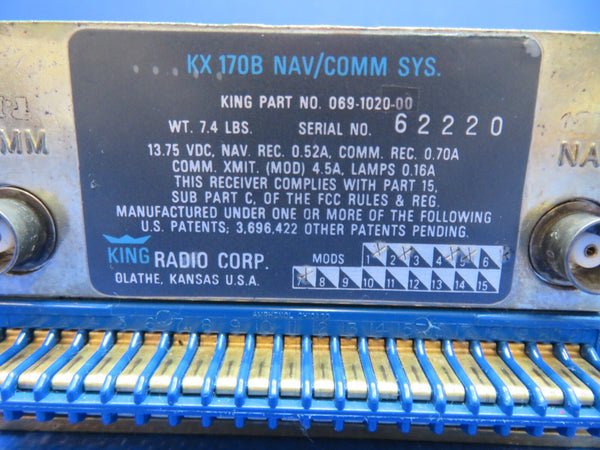 KX 170B NAV/COMM SYS.
KING PART NO. 069-1020-00
WT. 7.4 LBS. SERIAL NO. 62220
13.75 VDC, NAV. REC. 0.52A, COMM. REC. 0.70A
COMM. XMIT. (MOD) 4.5A, LAMPS 0.16A
THIS RECEIVER COMPLIES WITH PART 15,
SUB PART C, OF THE FCC RULES & REG.
MANUFACTURED UNDER ONE OR MORE OF THE FOLLOWING
U.S. PATENTS; 3,696,422 OTHER PATENTS PENDING.
KING RADIO CORP.
OLATHE, KANSAS U.S.A.
MODS 1 2 3 4 5 6
7 8 9 10 11 12 13 14 15
MM
NA
AMPHENOL CHICAGO